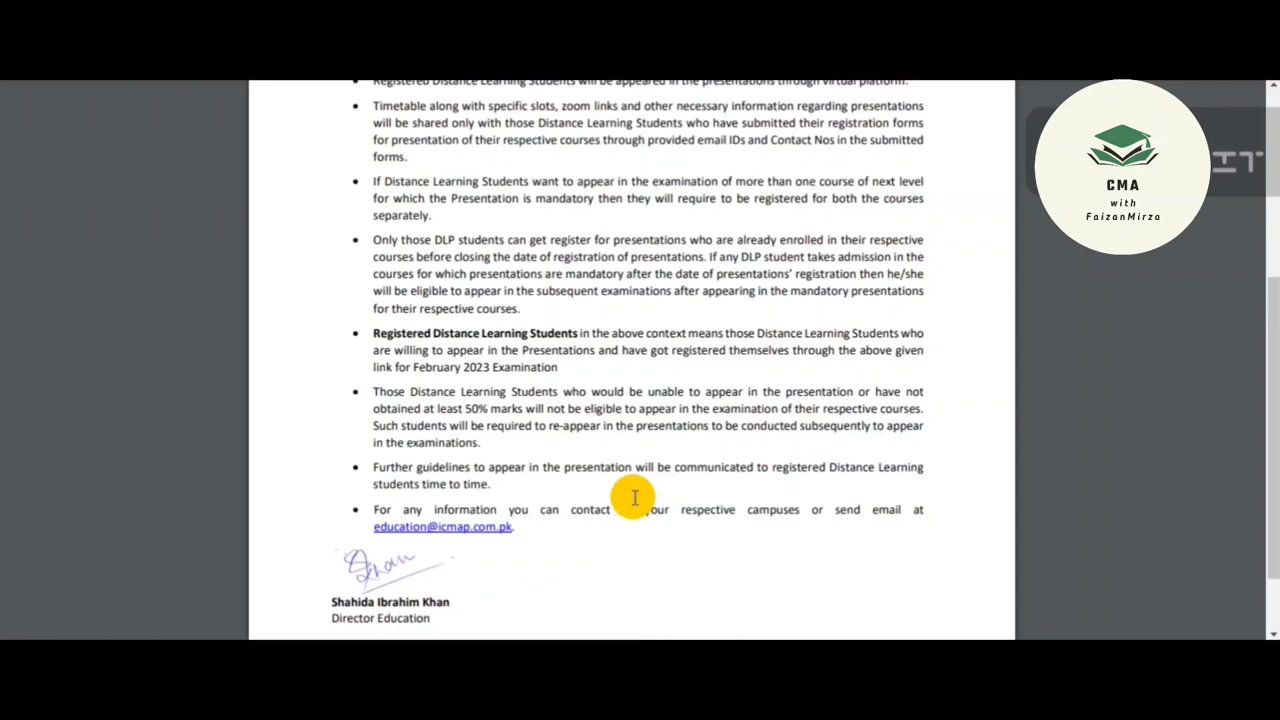 Registered Distance Learning Students will be appeared in the presentations through virtual platform.
• Timetable along with specific slots, zoom links and other necessary information regarding presentations
will be shared only with those Distance Learning Students who have submitted their registration forms
for presentation of their respective courses through provided email IDs and Contact Nos in the submitted
forms.
• If Distance Learning Students want to appear in the examination of more than one course of next level
for which the Presentation is mandatory then they will require to be registered for both the courses
separately.
• Only those DLP students can get register for presentations who are already enrolled in their respective
courses before closing the date of registration of presentations. If any DLP student takes admission in the
courses for which presentations are mandatory after the date of presentations' registration then he/she
will be eligible to appear in the subsequent examinations after appearing in the mandatory presentations
for their respective courses.
• Registered Distance Learning Students in the above context means those Distance Learning Students who
are willing to appear in the Presentations and have got registered themselves through the above given
link for February 2023 Examination
• Those Distance Learning Students who would be unable to appear in the presentation or have not
obtained at least 50% marks will not be eligible to appear in the examination of their respective courses.
Such students will be required to re-appear in the presentations to be conducted subsequently to appear
in the examinations.
• Further guidelines to appear in the presentation will be communicated to registered Distance Learning
students time to time.
• For any information you can contact our respective campuses or send email at
education@icmap.com.pk.
Shahida Ibrahim Khan
Director Education
CMA
with
FaizanMirza